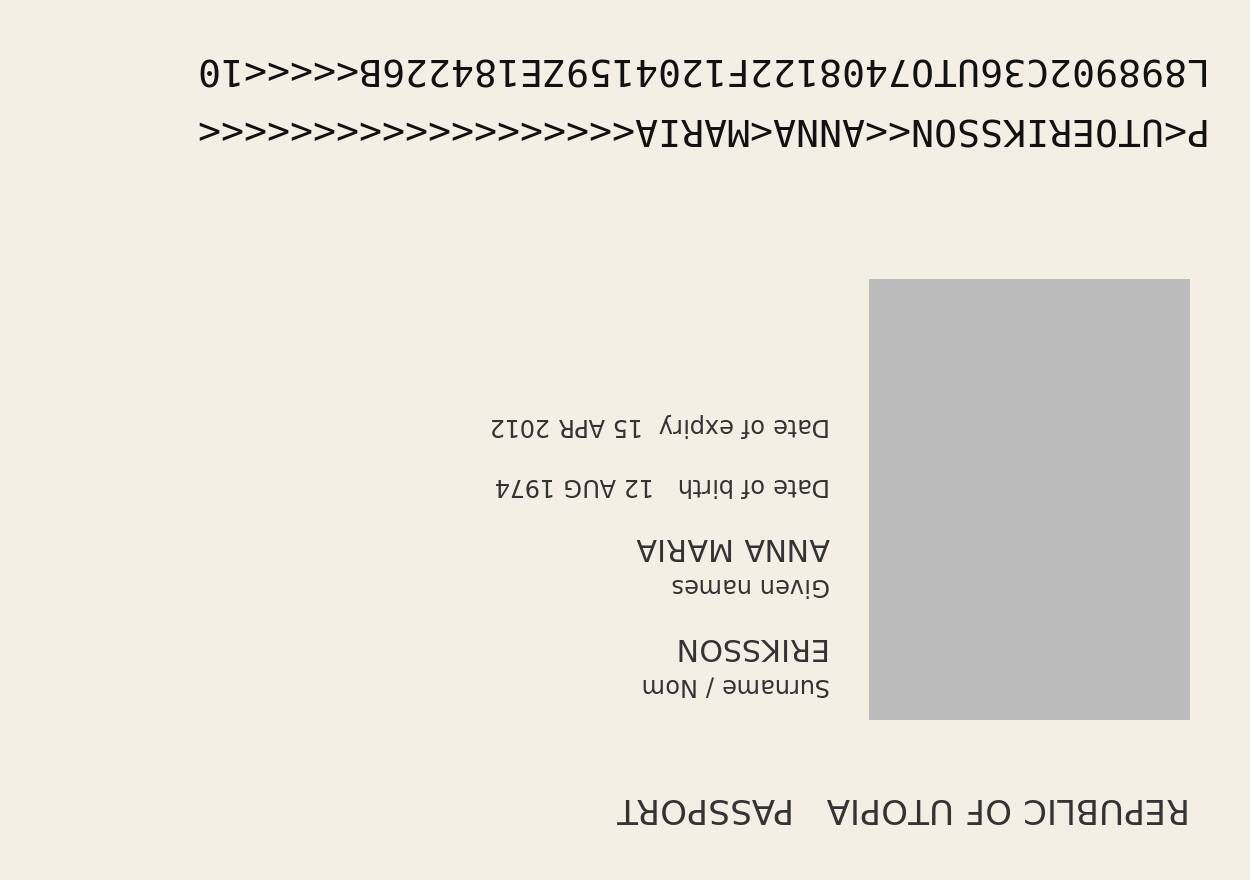 REPUBLIC OF UTOPIA PASSPORT
Surname / Nom
ERIKSSON
Given names
ANNA MARIA
Date of birth 12 AUG 1974
Date of expiry 15 APR 2012
P<UTOERIKSSON<<ANNA<MARIA<<<<<<<<<<<<<<<<<<<
L898902C36UTO7408122F1204159ZE184226B<<<<<10